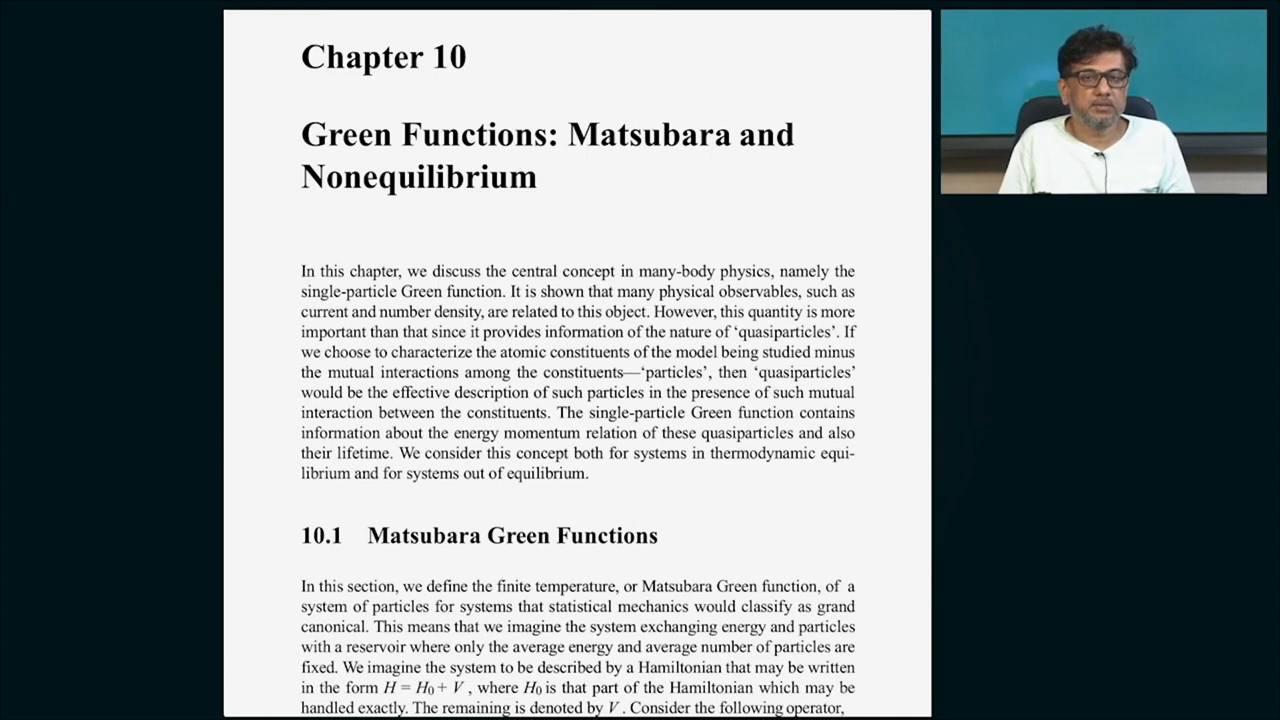 Chapter 10
Green Functions: Matsubara and
Nonequilibrium
In this chapter, we discuss the central concept in many-body physics, namely the
single-particle Green function. It is shown that many physical observables, such as
current and number density, are related to this object. However, this quantity is more
important than that since it provides information of the nature of ‘quasiparticles’. If
we choose to characterize the atomic constituents of the model being studied minus
the mutual interactions among the constituents—‘particles’, then ‘quasiparticles’
would be the effective description of such particles in the presence of such mutual
interaction between the constituents. The single-particle Green function contains
information about the energy momentum relation of these quasiparticles and also
their lifetime. We consider this concept both for systems in thermodynamic equi-
librium and for systems out of equilibrium.
10.1 Matsubara Green Functions
In this section, we define the finite temperature, or Matsubara Green function, of a
system of particles for systems that statistical mechanics would classify as grand
canonical. This means that we imagine the system exchanging energy and particles
with a reservoir where only the average energy and average number of particles are
fixed. We imagine the system to be described by a Hamiltonian that may be written
in the form H = H₀ + V , where H₀ is that part of the Hamiltonian which may be
handled exactly. The remaining is denoted by V . Consider the following operator,